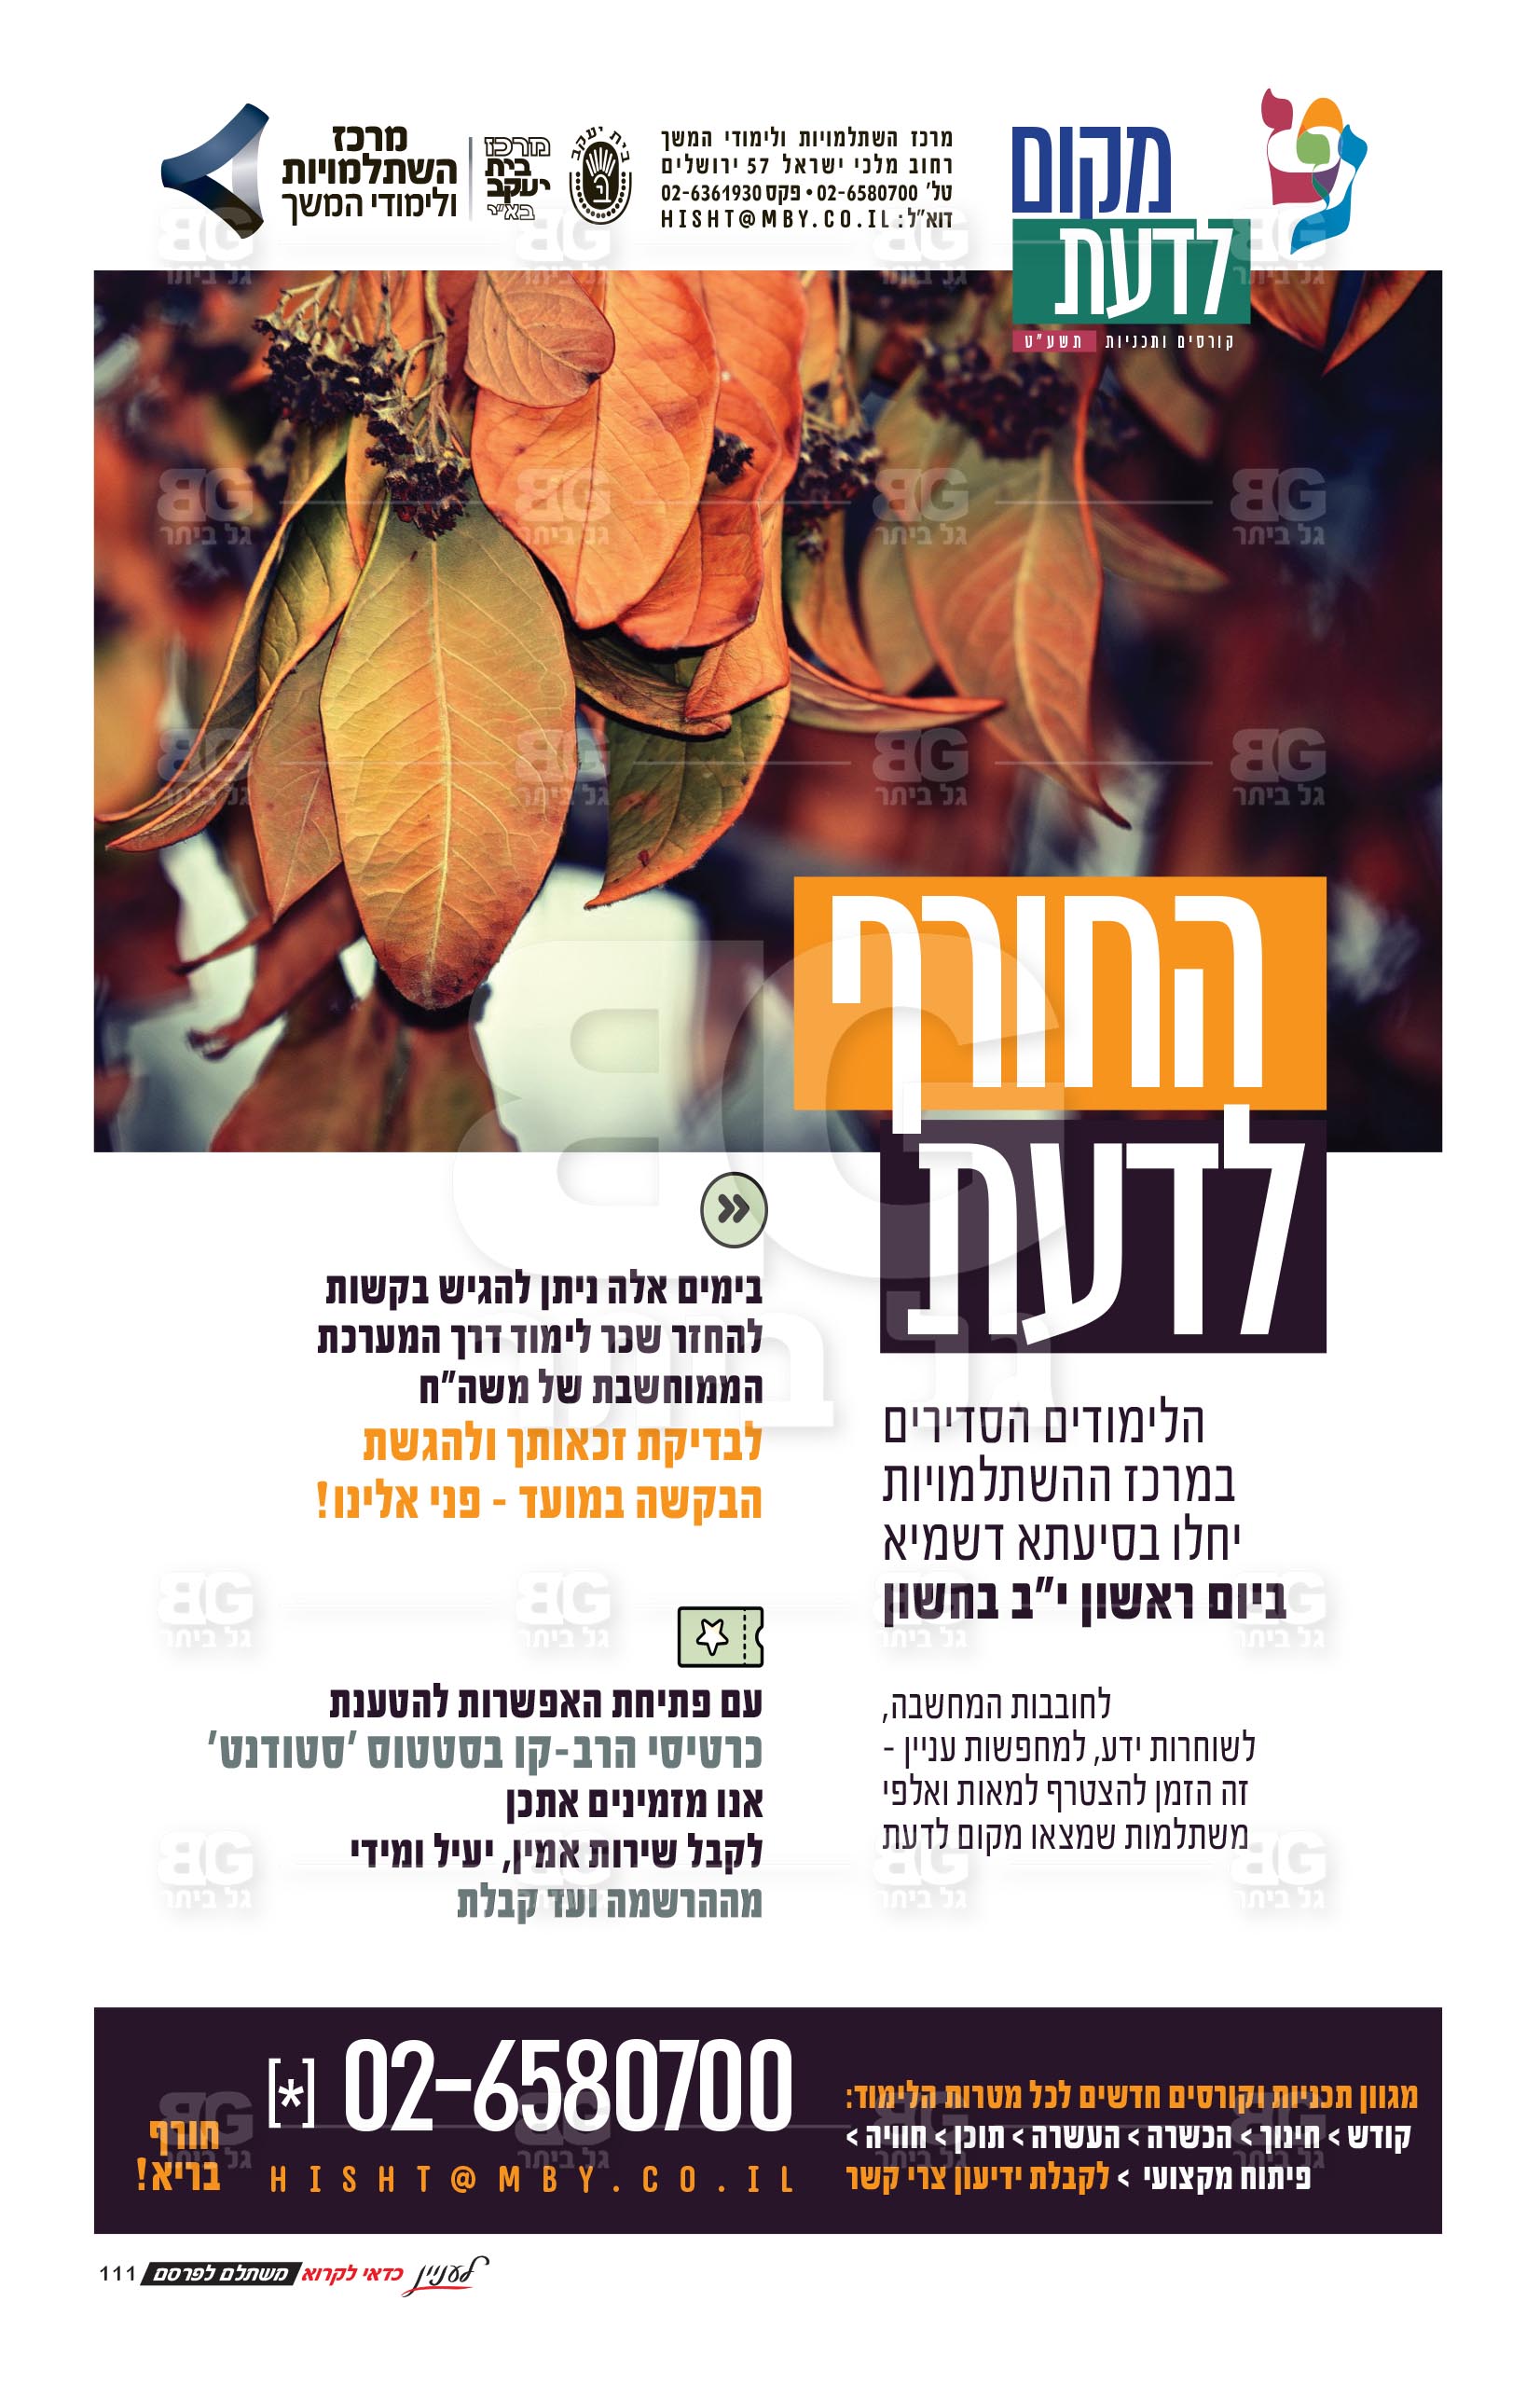 מקום
לדעת
קורסים ותכניות תשע"ט
מרכז השתלמויות ולימודי המשך
רחוב מלכי ישראל 57 ירושלים
טל' 02-6580700 • פקס 02-6361930
דוא"ל: HISHT@MBY.CO.IL
בית יעקב
מרכז
בית
יעקב
בא"י
מרכז
השתלמויות
ולימודי המשך
החורף
לדעת
הלימודים הסדירים
במרכז ההשתלמויות
יחלו בסיעתא דשמיא
ביום ראשון י"ב בחשון
לחובבות המחשבה,
לשוחרות ידע, למחפשות עניין -
זה הזמן להצטרף למאות ואלפי
משתלמות שמצאו מקום לדעת
בימים אלה ניתן להגיש בקשות
להחזר שכר לימוד דרך המערכת
הממוחשבת של משה"ח
לבדיקת זכאותך ולהגשת
הבקשה במועד - פני אלינו!
עם פתיחת האפשרות להטענת
כרטיסי הרב-קו בסטטוס 'סטודנט'
אנו מזמינים אתכן
לקבל שירות אמין, יעיל ומידי
מההרשמה ועד קבלת
מגוון תכניות וקורסים חדשים לכל מטרות הלימוד:
קודש > חינוך > הכשרה > העשרה > תוכן > חוויה >
פיתוח מקצועי > לקבלת ידיעון צרי קשר
02-6580700 [*]
HISHT@MBY.CO.IL
חורף
בריא!
לעניין כדאי לקרוא משתלם לפרסם 111
BG
גל ביתר